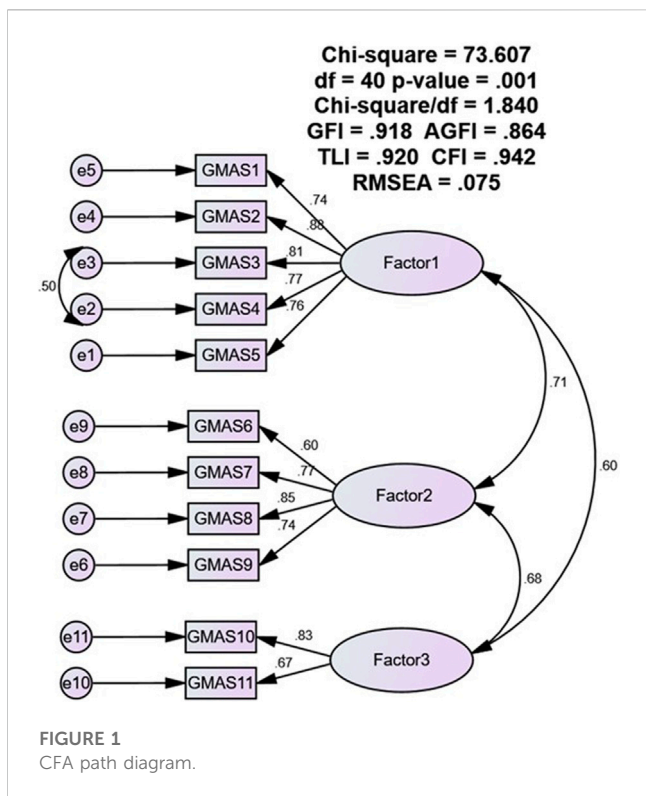 Chi-square = 73.607
df = 40 p-value = .001
Chi-square/df = 1.840
GFI = .918 AGFI = .864
TLI = .920 CFI = .942
RMSEA = .075
e5
GMAS1
.74
e4
GMAS2
.88
e3
GMAS3
.81
Factor1
.50
.77
e2
GMAS4
.76
e1
GMAS5
.71
e9
GMAS6
.60
.60
e8
GMAS7
.77
Factor2
.85
e7
GMAS8
.74
e6
GMAS9
.68
e11
GMAS10
.83
Factor3
.67
e10
GMAS11
FIGURE 1
CFA path diagram.